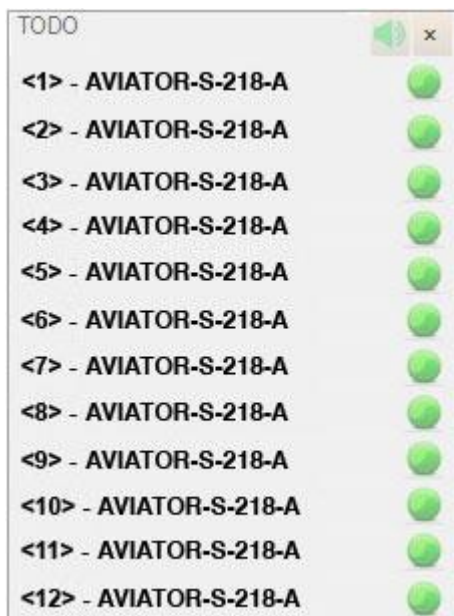 TODO
×
<1> - AVIATOR-S-218-A
<2> - AVIATOR-S-218-A
<3> - AVIATOR-S-218-A
<4> - AVIATOR-S-218-A
<5> - AVIATOR-S-218-A
<6> - AVIATOR-S-218-A
<7> - AVIATOR-S-218-A
<8> - AVIATOR-S-218-A
<9> - AVIATOR-S-218-A
<10> - AVIATOR-S-218-A
<11> - AVIATOR-S-218-A
<12> - AVIATOR-S-218-A